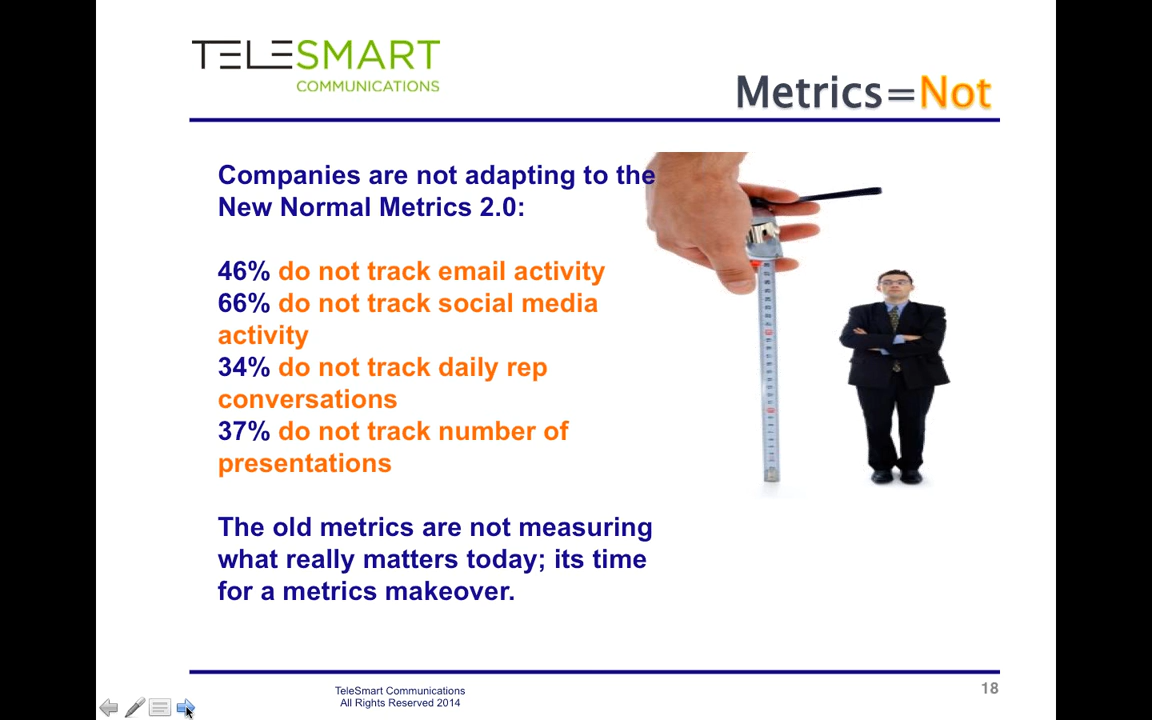 TELESMART
COMMUNICATIONS
Metrics=Not
Companies are not adapting to the
New Normal Metrics 2.0:
46% do not track email activity
66% do not track social media
activity
34% do not track daily rep
conversations
37% do not track number of
presentations
The old metrics are not measuring
what really matters today; its time
for a metrics makeover.
TeleSmart Communications
All Rights Reserved 2014
18